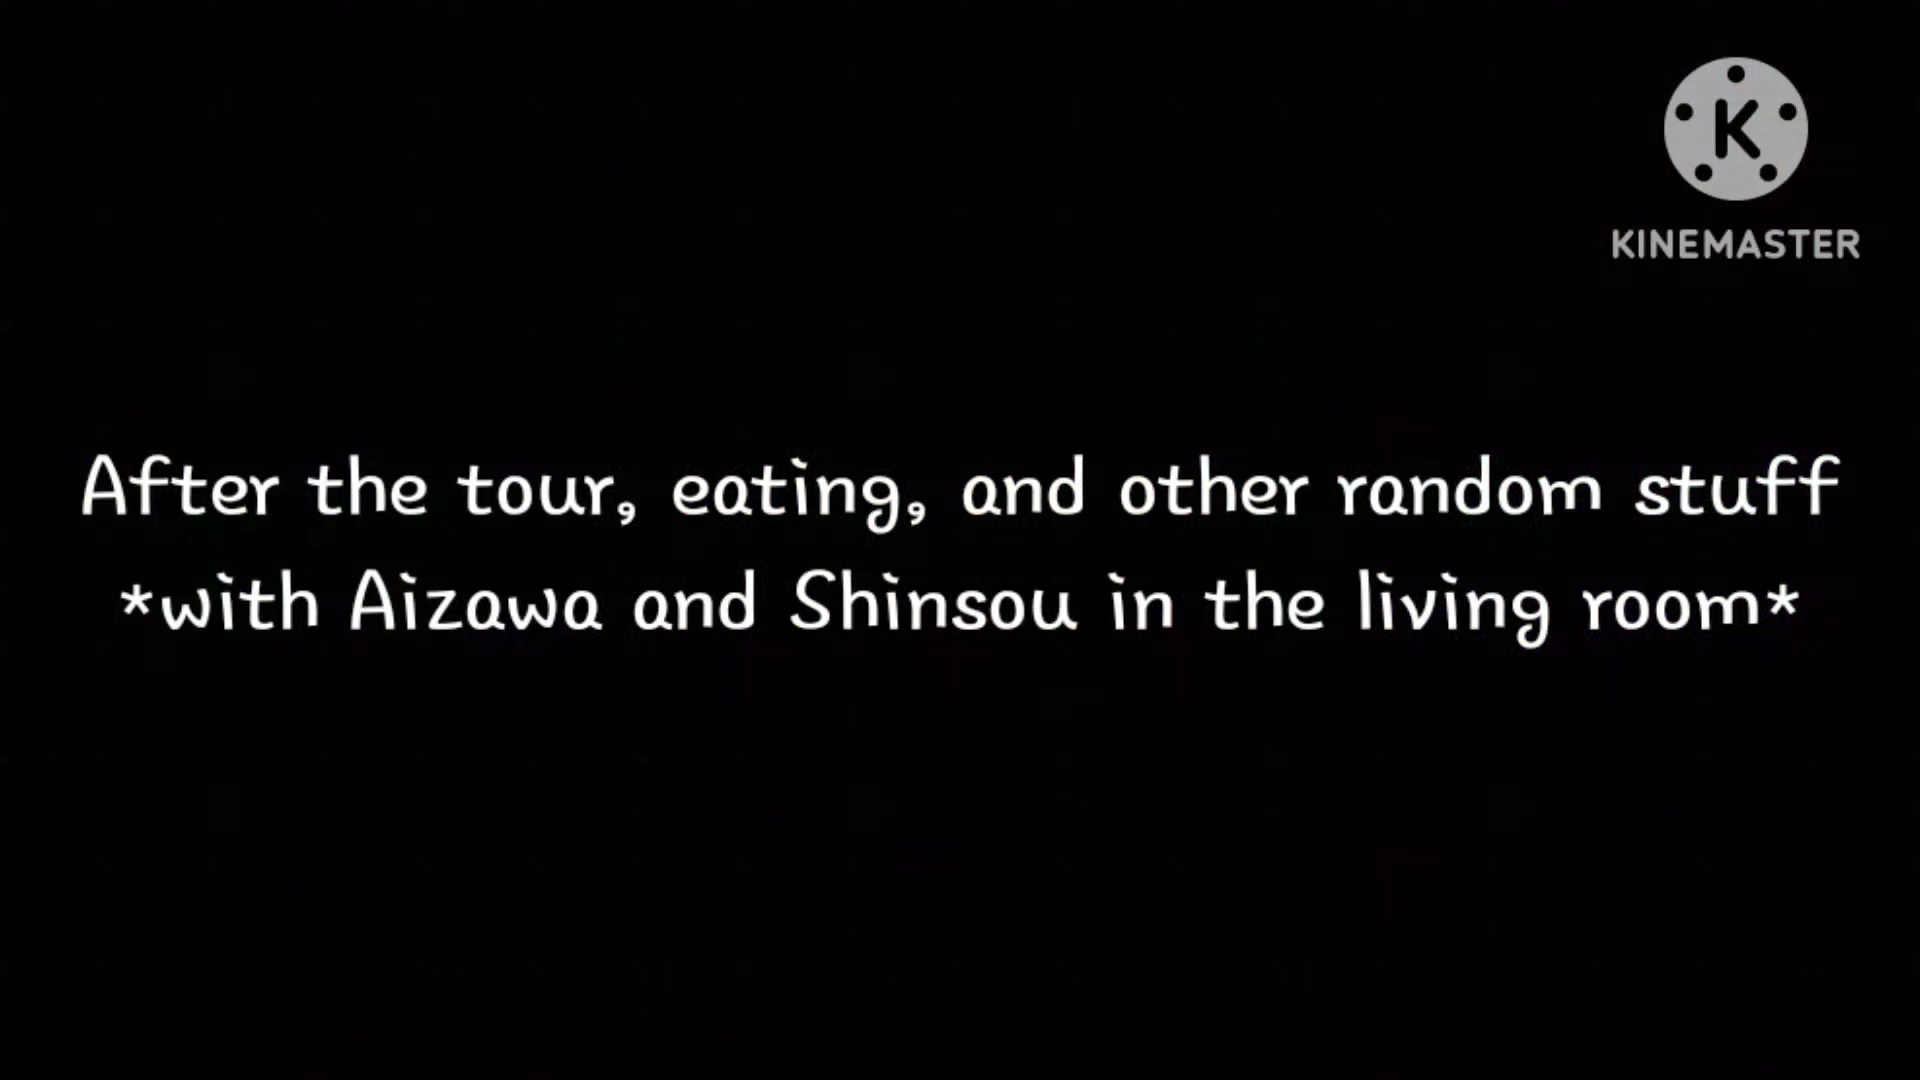 K
KINEMASTER
After the tour, eating, and other random stuff
*with Aizawa and Shinsou in the living room*